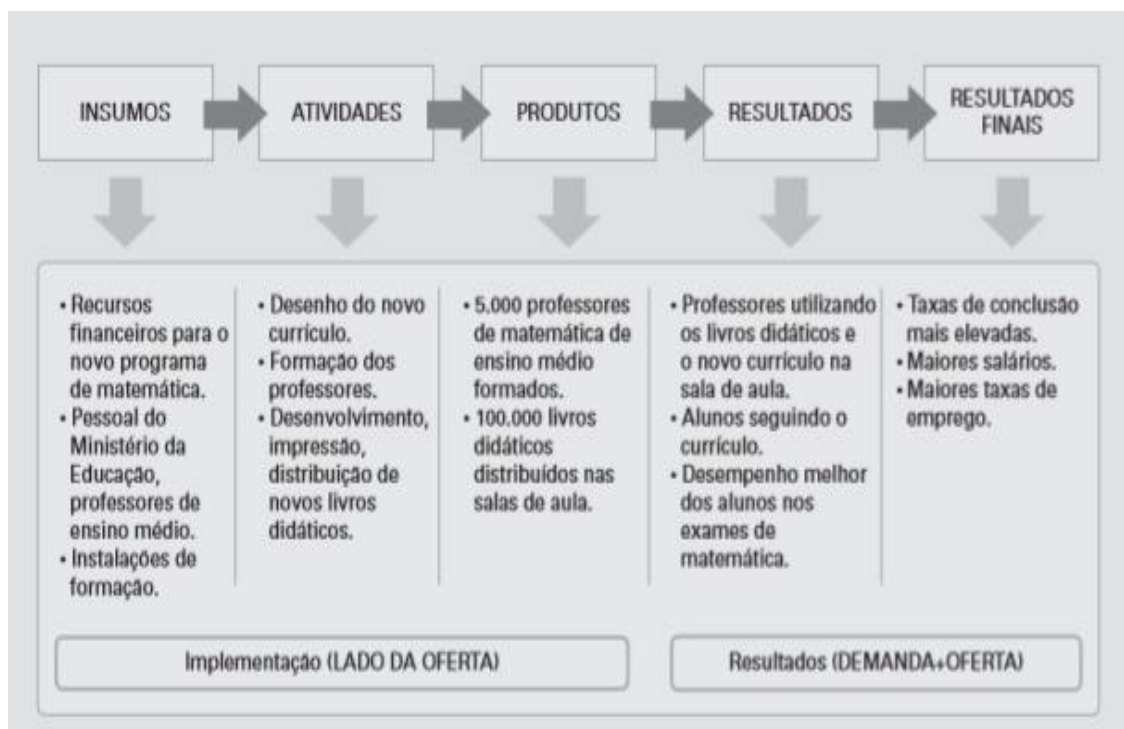 INSUMOS
ATIVIDADES
PRODUTOS
RESULTADOS
RESULTADOS
FINAIS
• Recursos
financeiros para o
novo programa
de matemática.
• Pessoal do
Ministério da
Educação,
professores de
ensino médio.
• Instalações de
formação.
• Desenho do novo
currículo.
• Formação dos
professores.
• Desenvolvimento,
impressão,
distribuição de
novos livros
didáticos.
• 5.000 professores
de matemática de
ensino médio
formados.
• 100.000 livros
didáticos
distribuídos nas
salas de aula.
• Professores utilizando
os livros didáticos e
o novo currículo na
sala de aula.
• Alunos seguindo o
currículo.
• Desempenho melhor
dos alunos nos
exames de
matemática.
• Taxas de conclusão
mais elevadas.
• Maiores salários.
• Maiores taxas de
emprego.
Implementação (LADO DA OFERTA)
Resultados (DEMANDA+OFERTA)